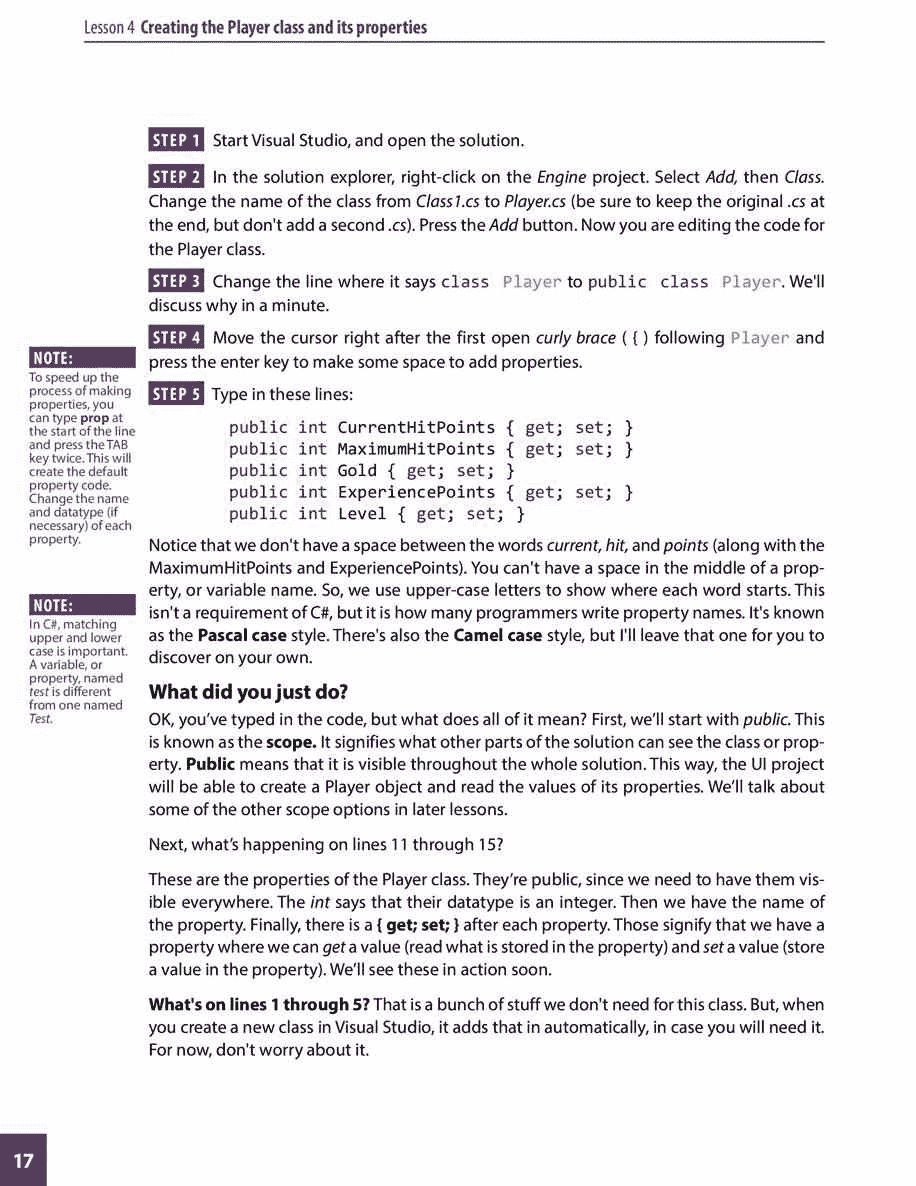 Lesson 4 Creating the Player class and its properties
STEP 1 Start Visual Studio, and open the solution.
STEP 2 In the solution explorer, right-click on the Engine project. Select Add, then Class.
Change the name of the class from Class1.cs to Player.cs (be sure to keep the original .cs at
the end, but don't add a second .cs). Press the Add button. Now you are editing the code for
the Player class.
STEP 3 Change the line where it says class Player to public class Player. We'll
discuss why in a minute.
STEP 4 Move the cursor right after the first open curly brace ( { ) following Player and
press the enter key to make some space to add properties.
NOTE:
To speed up the
process of making
properties, you
can type prop at
the start of the line
and press the TAB
key twice. This will
create the default
property code.
Change the name
and datatype (if
necessary) of each
property.
STEP 5 Type in these lines:
public int CurrentHitPoints { get; set; }
public int MaximumHitPoints { get; set; }
public int Gold { get; set; }
public int ExperiencePoints { get; set; }
public int Level { get; set; }
Notice that we don't have a space between the words current, hit, and points (along with the
MaximumHitPoints and ExperiencePoints). You can't have a space in the middle of a prop-
erty, or variable name. So, we use upper-case letters to show where each word starts. This
isn't a requirement of C#, but it is how many programmers write property names. It's known
as the Pascal case style. There's also the Camel case style, but I'll leave that one for you to
discover on your own.
NOTE:
In C#, matching
upper and lower
case is important.
A variable, or
property, named
test is different
from one named
Test.
What did you just do?
OK, you've typed in the code, but what does all of it mean? First, we'll start with public. This
is known as the scope. It signifies what other parts of the solution can see the class or prop-
erty. Public means that it is visible throughout the whole solution. This way, the UI project
will be able to create a Player object and read the values of its properties. We'll talk about
some of the other scope options in later lessons.
Next, what's happening on lines 11 through 15?
These are the properties of the Player class. They're public, since we need to have them vis-
ible everywhere. The int says that their datatype is an integer. Then we have the name of
the property. Finally, there is a { get; set; } after each property. Those signify that we have a
property where we can get a value (read what is stored in the property) and set a value (store
a value in the property). We'll see these in action soon.
What's on lines 1 through 5? That is a bunch of stuff we don't need for this class. But, when
you create a new class in Visual Studio, it adds that in automatically, in case you will need it.
For now, don't worry about it.
17